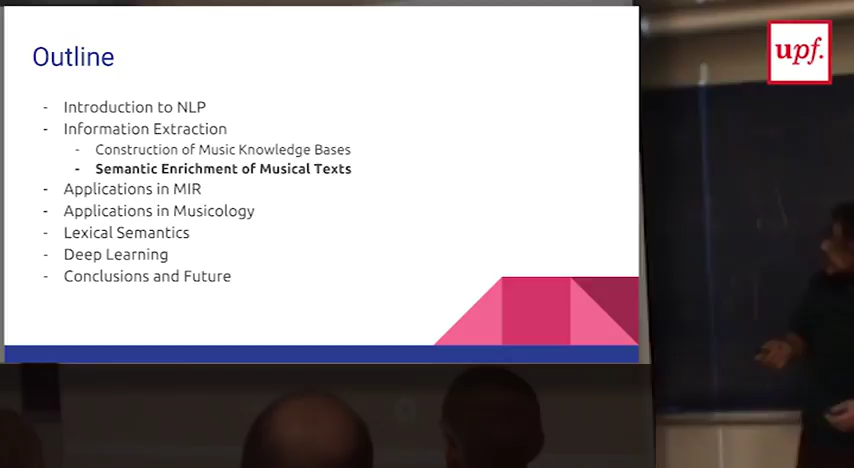 Outline
- Introduction to NLP
- Information Extraction
- Construction of Music Knowledge Bases
- Semantic Enrichment of Musical Texts
- Applications in MIR
- Applications in Musicology
- Lexical Semantics
- Deep Learning
- Conclusions and Future
upf.